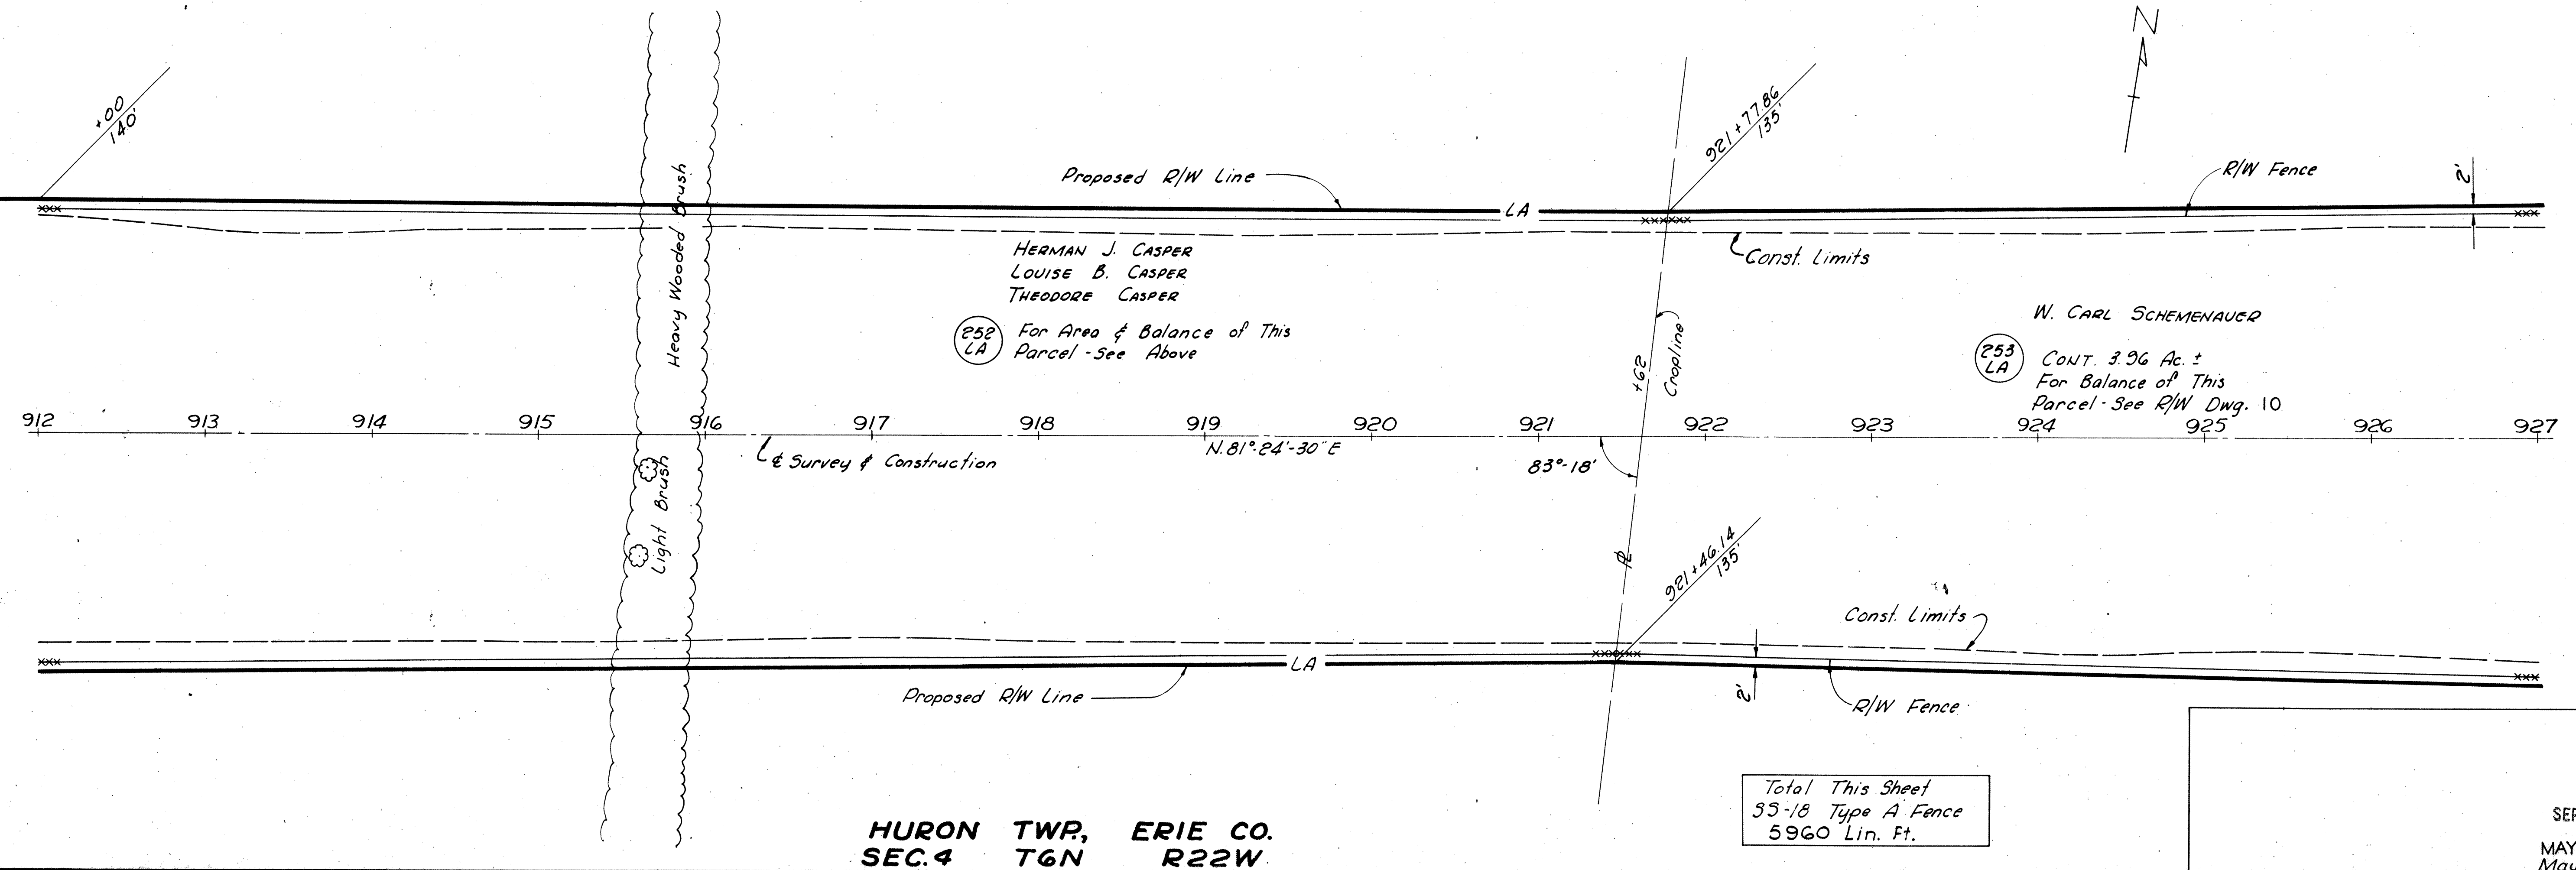 N
+00
140'
921+77.86
135'
Proposed R/W Line
R/W Fence
2'
LA
Const. Limits
Heavy Wooded Brush
HERMAN J. CASPER
LOUISE B. CASPER
THEODORE CASPER
252
LA
For Area & Balance of This
Parcel - See Above
W. CARL SCHEMENAUER
253
LA
CONT. 3.96 Ac. ±
For Balance of This
Parcel - See R/W Dwg. 10
+62
Cropline
912 913 914 915 916 917 918 919 920 921 922 923 924 925 926 927
℄ Survey & Construction
N. 81°-24'-30" E
83°-18'
Light Brush
PL
921+46.14
135'
Const. Limits
LA
Proposed R/W Line
2'
R/W Fence
Total This Sheet
SS-18 Type A Fence
5960 Lin. Ft.
HURON TWP., ERIE CO.
SEC. 4 T6N R22W
MAY